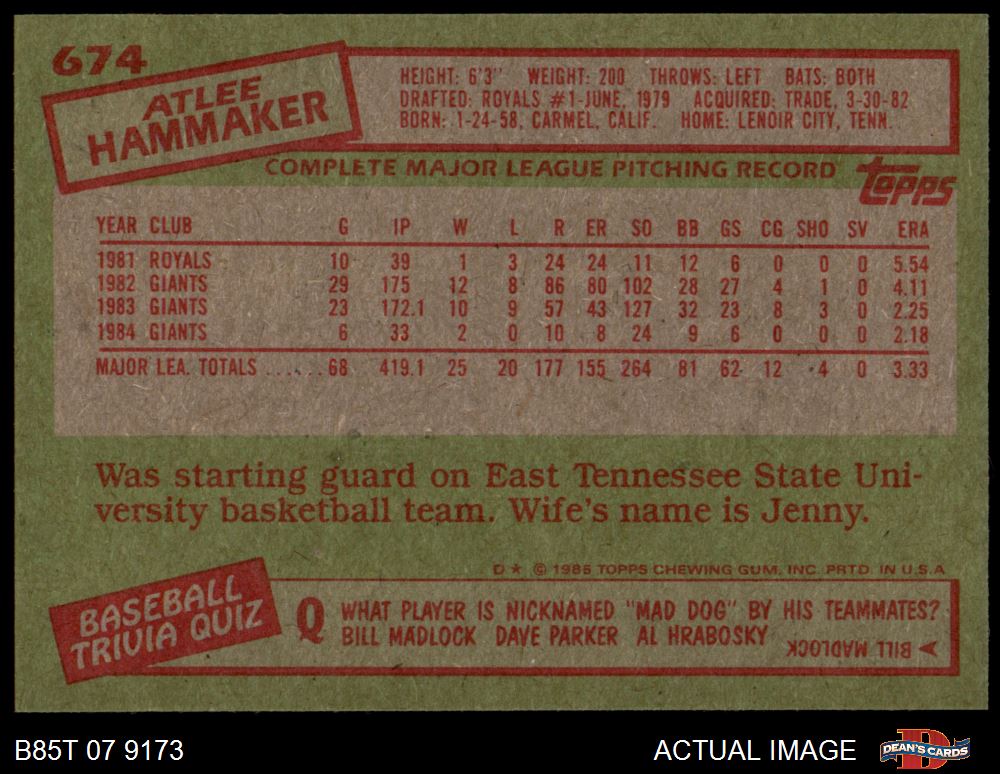 674
ATLEE
HAMMAKER
HEIGHT: 6'3" WEIGHT: 200 THROWS: LEFT BATS: BOTH
DRAFTED: ROYALS #1-JUNE, 1979 ACQUIRED: TRADE, 3-30-82
BORN: 1-24-58, CARMEL, CALIF. HOME: LENOIR CITY, TENN.
COMPLETE MAJOR LEAGUE PITCHING RECORD
topps
YEAR CLUB G IP W L R ER SO BB GS CG SHO SV ERA
1981 ROYALS 10 39 1 3 24 24 11 12 6 0 0 0 5.54
1982 GIANTS 29 175 12 8 86 80 102 28 27 4 1 0 4.11
1983 GIANTS 23 172.1 10 9 57 43 127 32 23 8 3 0 2.25
1984 GIANTS 6 33 2 0 10 8 24 9 6 0 0 0 2.18
MAJOR LEA. TOTALS ...... 68 419.1 25 20 177 155 264 81 62 12 4 0 3.33
Was starting guard on East Tennessee State Uni-
versity basketball team. Wife's name is Jenny.
D★ © 1985 TOPPS CHEWING GUM, INC. PRTD. IN U.S.A
BASEBALL
TRIVIA QUIZ
Q WHAT PLAYER IS NICKNAMED "MAD DOG" BY HIS TEAMMATES?
BILL MADLOCK DAVE PARKER AL HRABOSKY
BILL MADLOCK
B85T 07 9173
ACTUAL IMAGE
DEAN'S CARDS